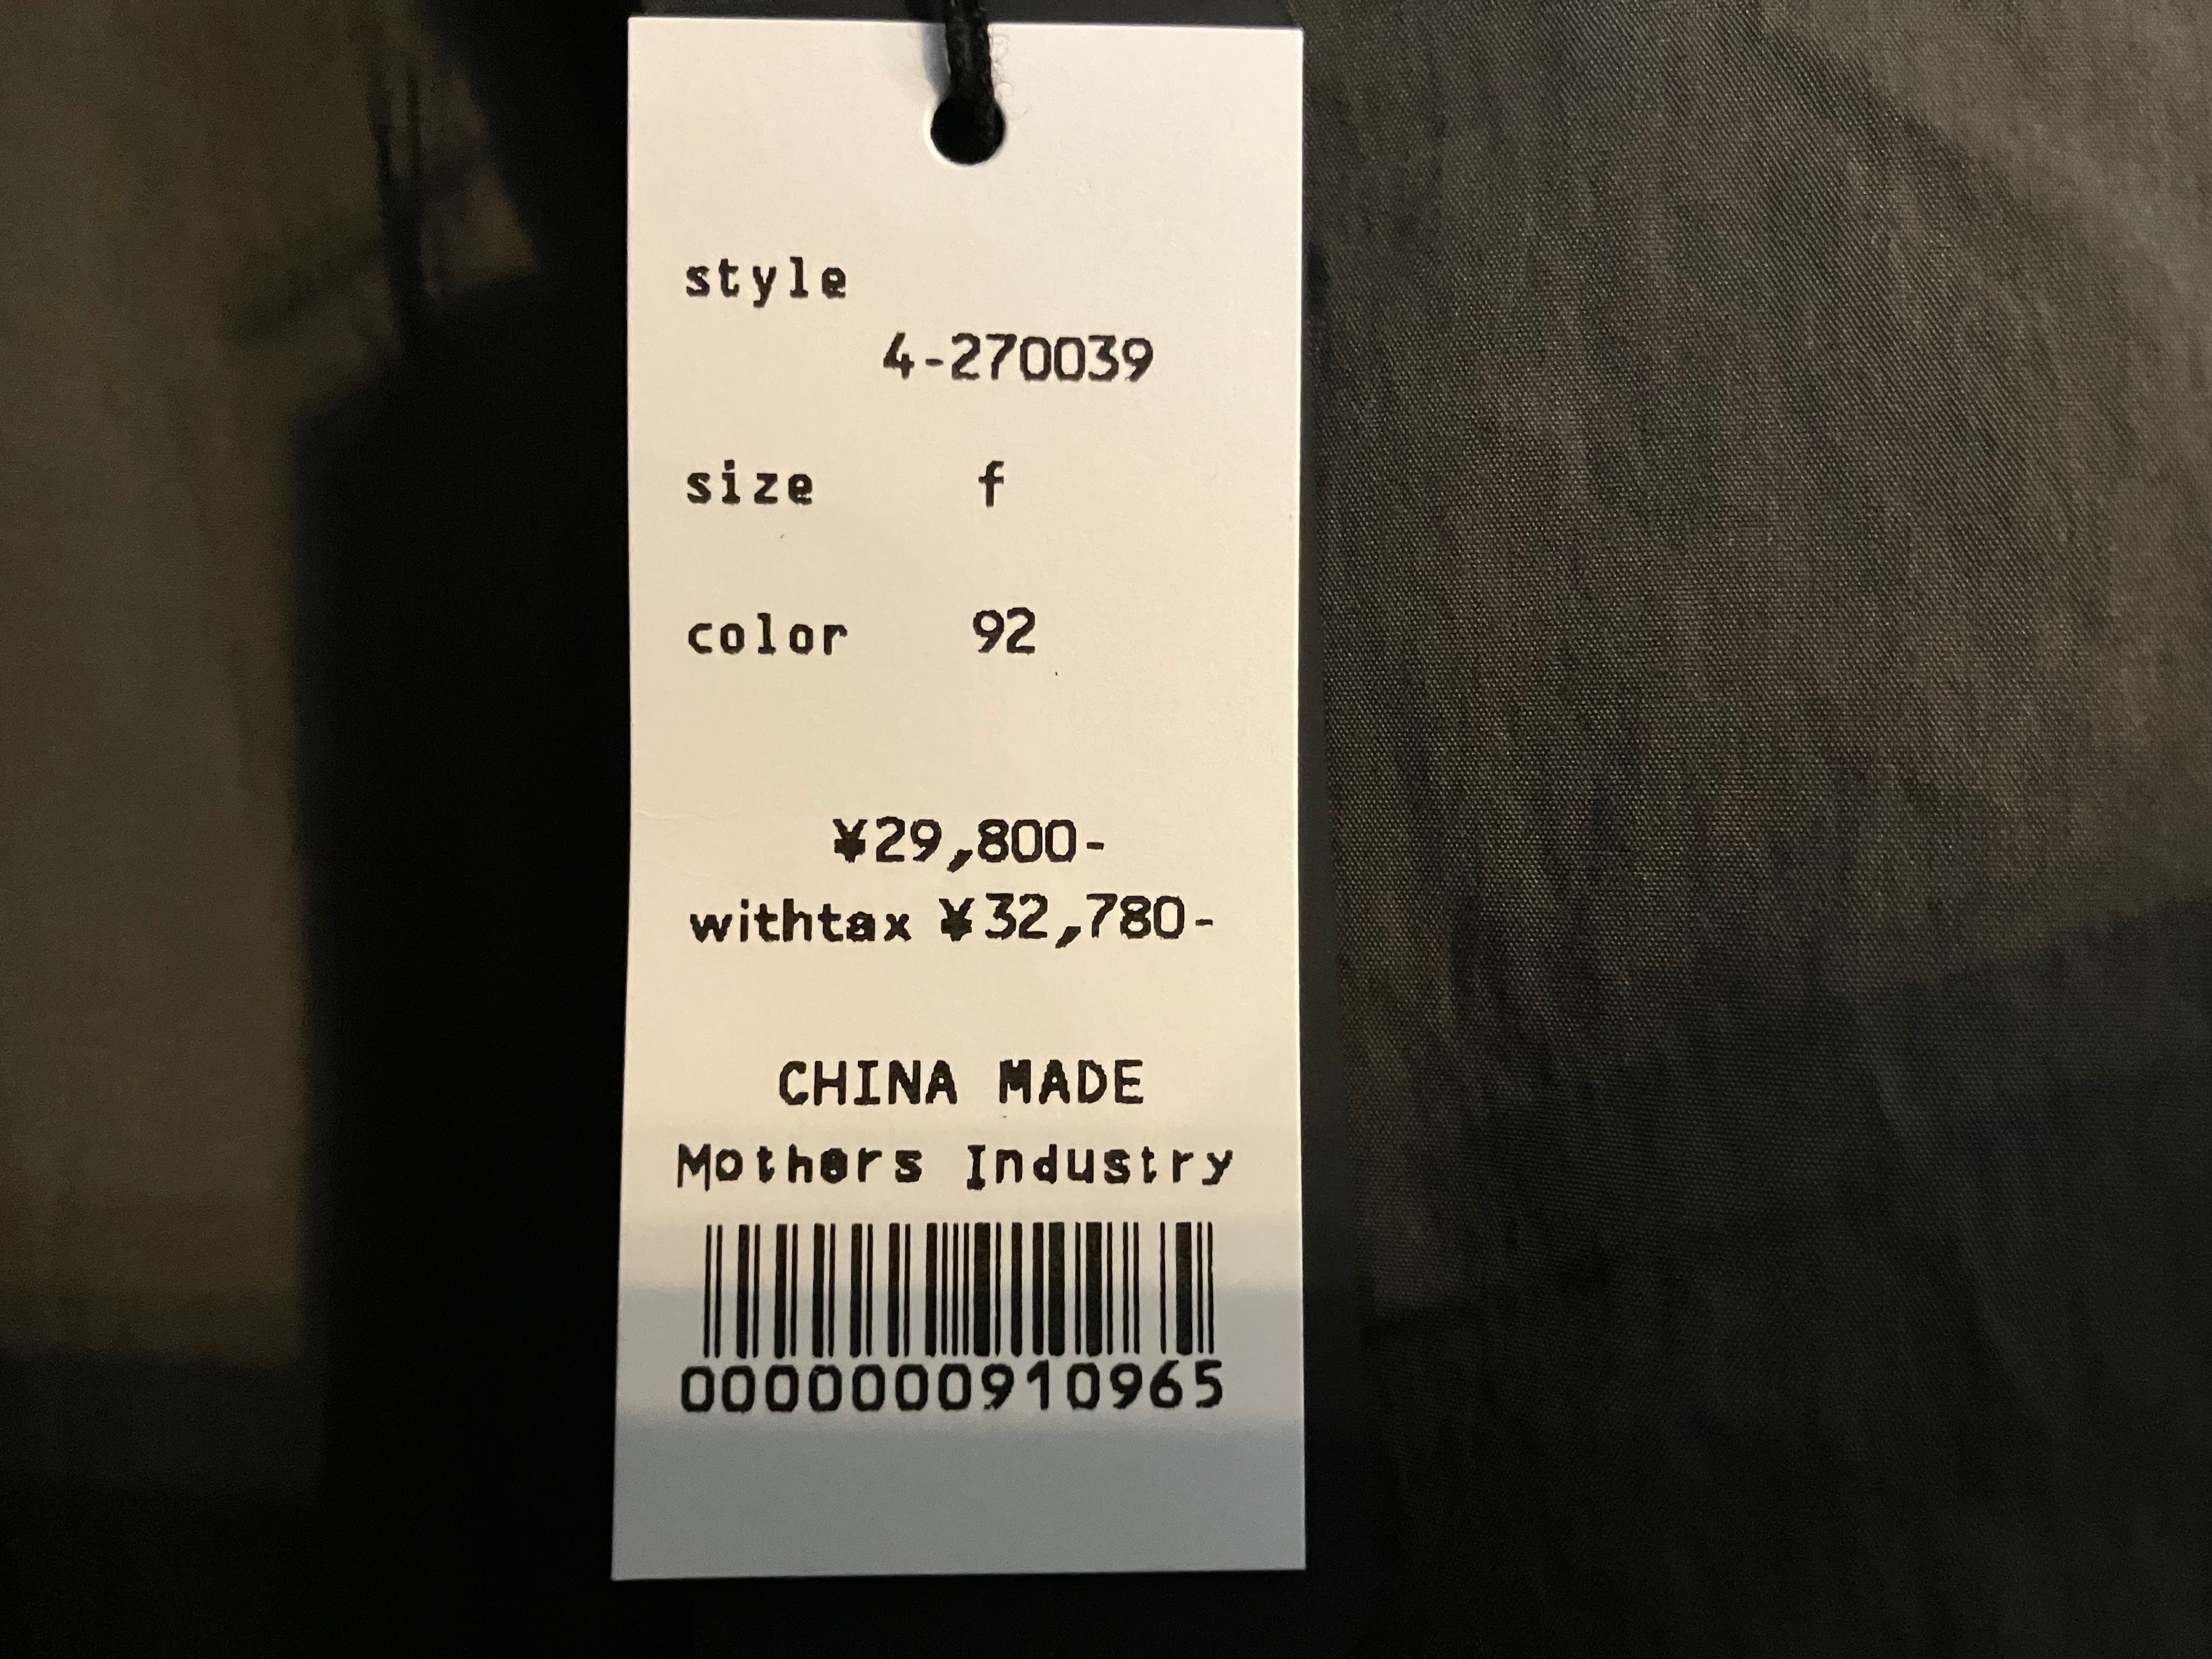 style
4-270039
size f
color 92
¥29,800-
withtax ¥32,780-
CHINA MADE
Mothers Industry
0000000910965